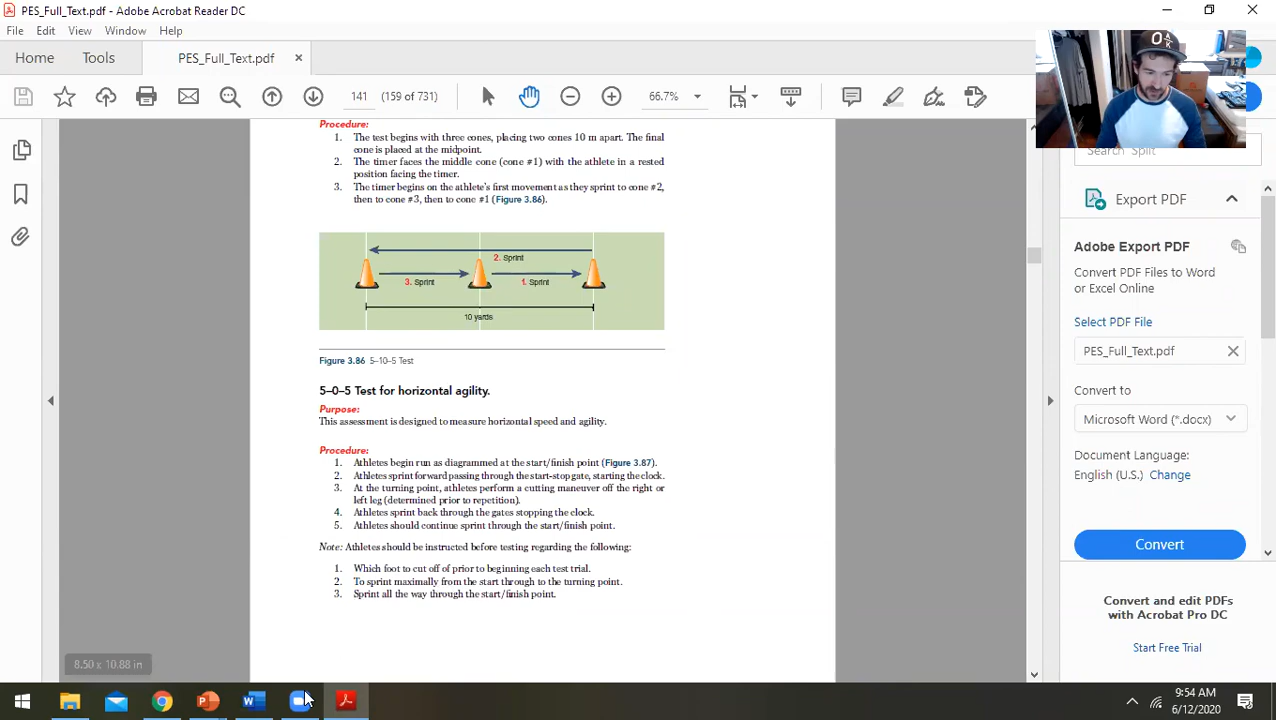 PES_Full_Text.pdf - Adobe Acrobat Reader DC
File Edit View Window Help
Home Tools PES_Full_Text.pdf
141 (159 of 731) 66.7%
Procedure:
1. The test begins with three cones, placing two cones 10 m apart. The final
cone is placed at the midpoint.
2. The timer faces the middle cone (cone #1) with the athlete in a rested
position facing the timer.
3. The timer begins on the athlete's first movement as they sprint to cone #2,
then to cone #3, then to cone #1 (Figure 3.86).
2. Sprint
3. Sprint 1. Sprint
10 yards
Figure 3.86 5-10-5 Test
5-0-5 Test for horizontal agility.
Purpose:
This assessment is designed to measure horizontal speed and agility.
Procedure:
1. Athletes begin run as diagrammed at the start/finish point (Figure 3.87).
2. Athletes sprint forward passing through the start-stop gate, starting the clock.
3. At the turning point, athletes perform a cutting maneuver off the right or
left leg (determined prior to repetition).
4. Athletes sprint back through the gates stopping the clock.
5. Athletes should continue sprint through the start/finish point.
Note: Athletes should be instructed before testing regarding the following:
1. Which foot to cut off of prior to beginning each test trial.
2. To sprint maximally from the start through to the turning point.
3. Sprint all the way through the start/finish point.
8.50 x 10.88 in
Search 'Split'
Export PDF
Adobe Export PDF
Convert PDF Files to Word
or Excel Online
Select PDF File
PES_Full_Text.pdf
Convert to
Microsoft Word (*.docx)
Document Language:
English (U.S.) Change
Convert
Convert and edit PDFs
with Acrobat Pro DC
Start Free Trial
9:54 AM
6/12/2020